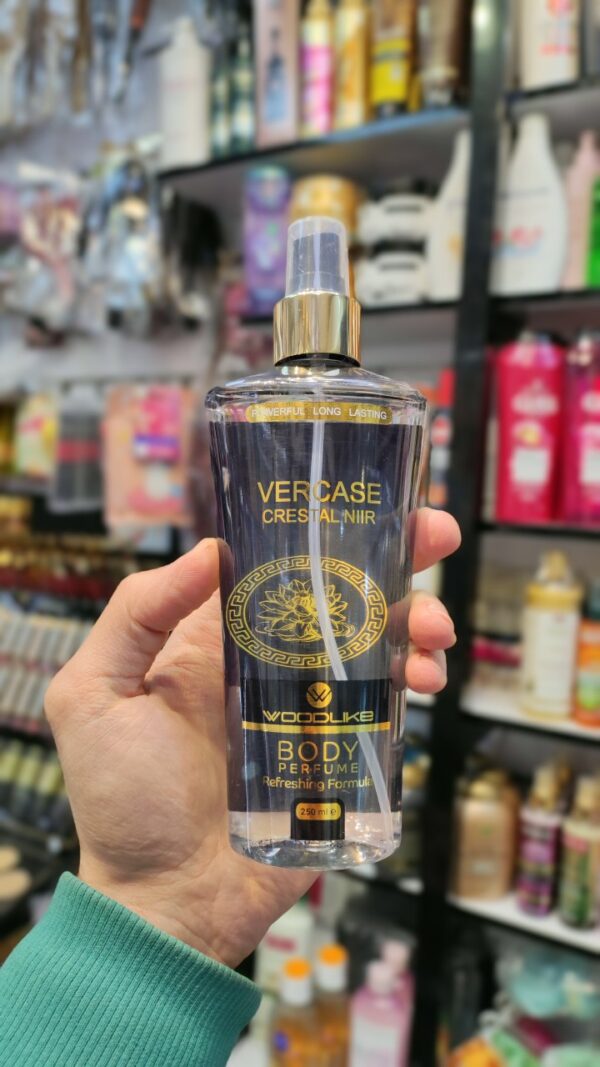 POWERFUL LONG LASTING
VERCASE
CRESTAL NIIR
WOODLIKE
BODY
PERFUME
Refreshing Formula
250 ml e